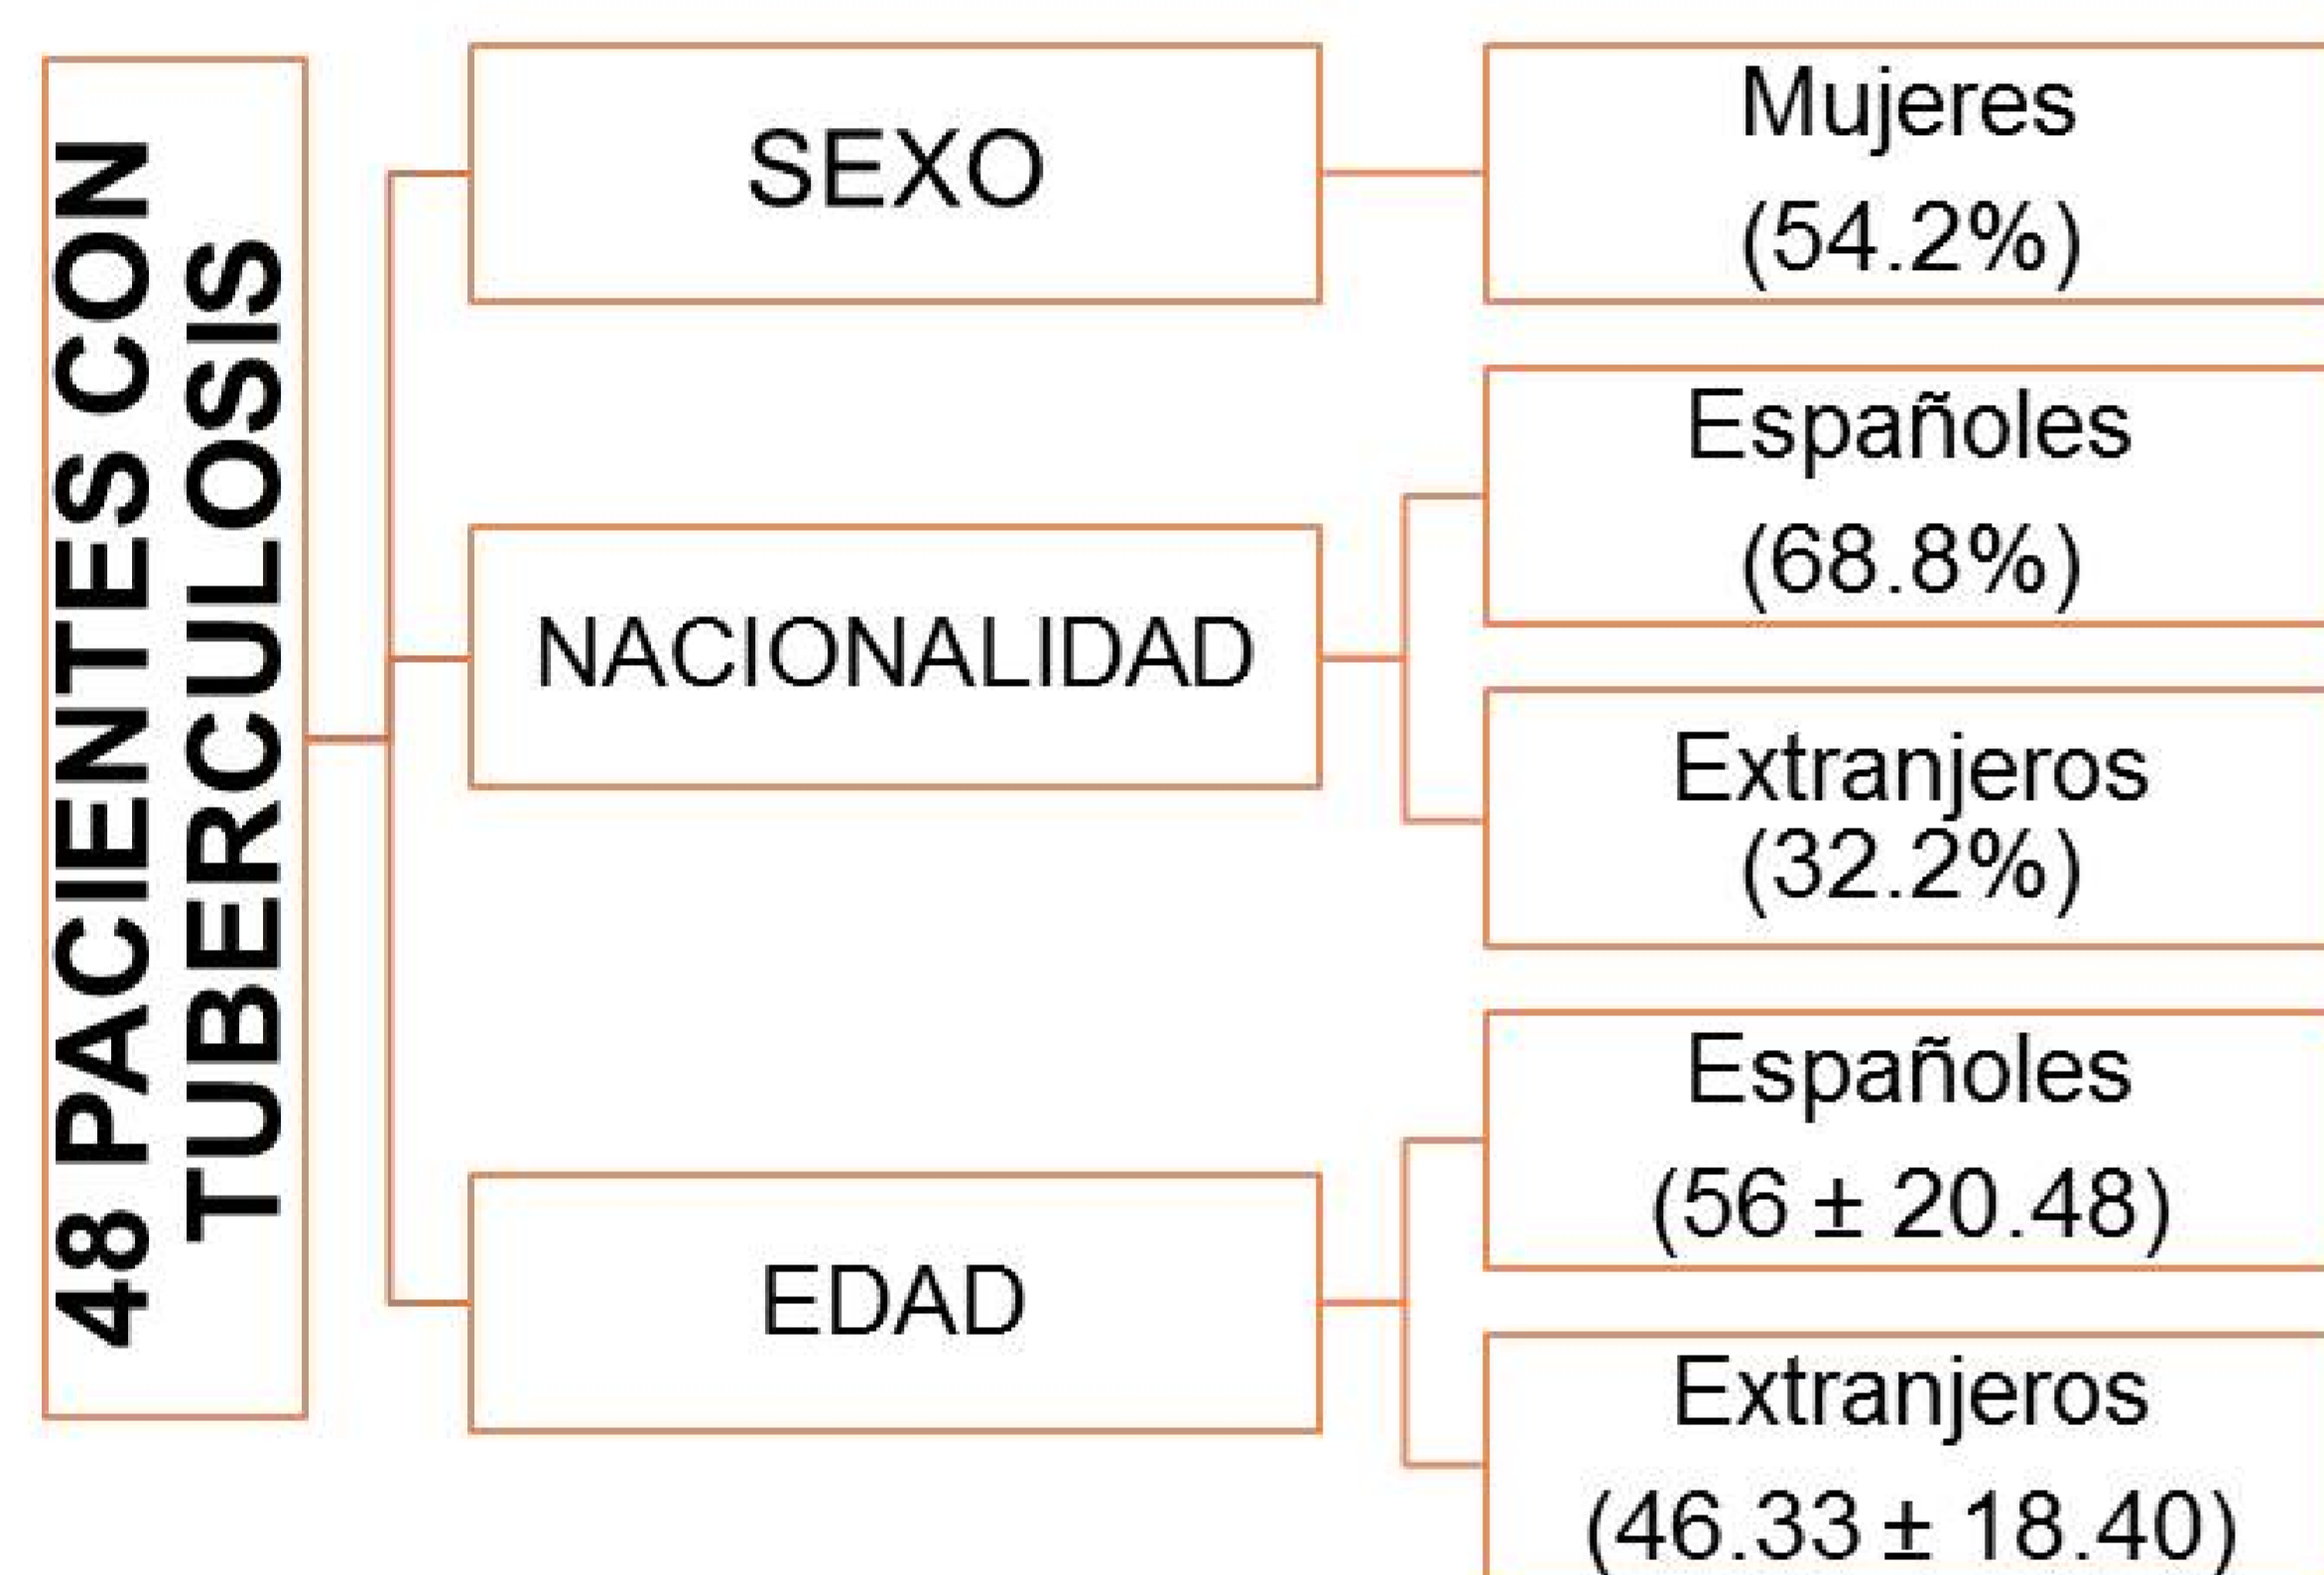 48 PACIENTES CON
TUBERCULOSIS
SEXO
Mujeres
(54.2%)
NACIONALIDAD
Españoles
(68.8%)
Extranjeros
(32.2%)
EDAD
Españoles
(56 ± 20.48)
Extranjeros
(46.33 ± 18.40)